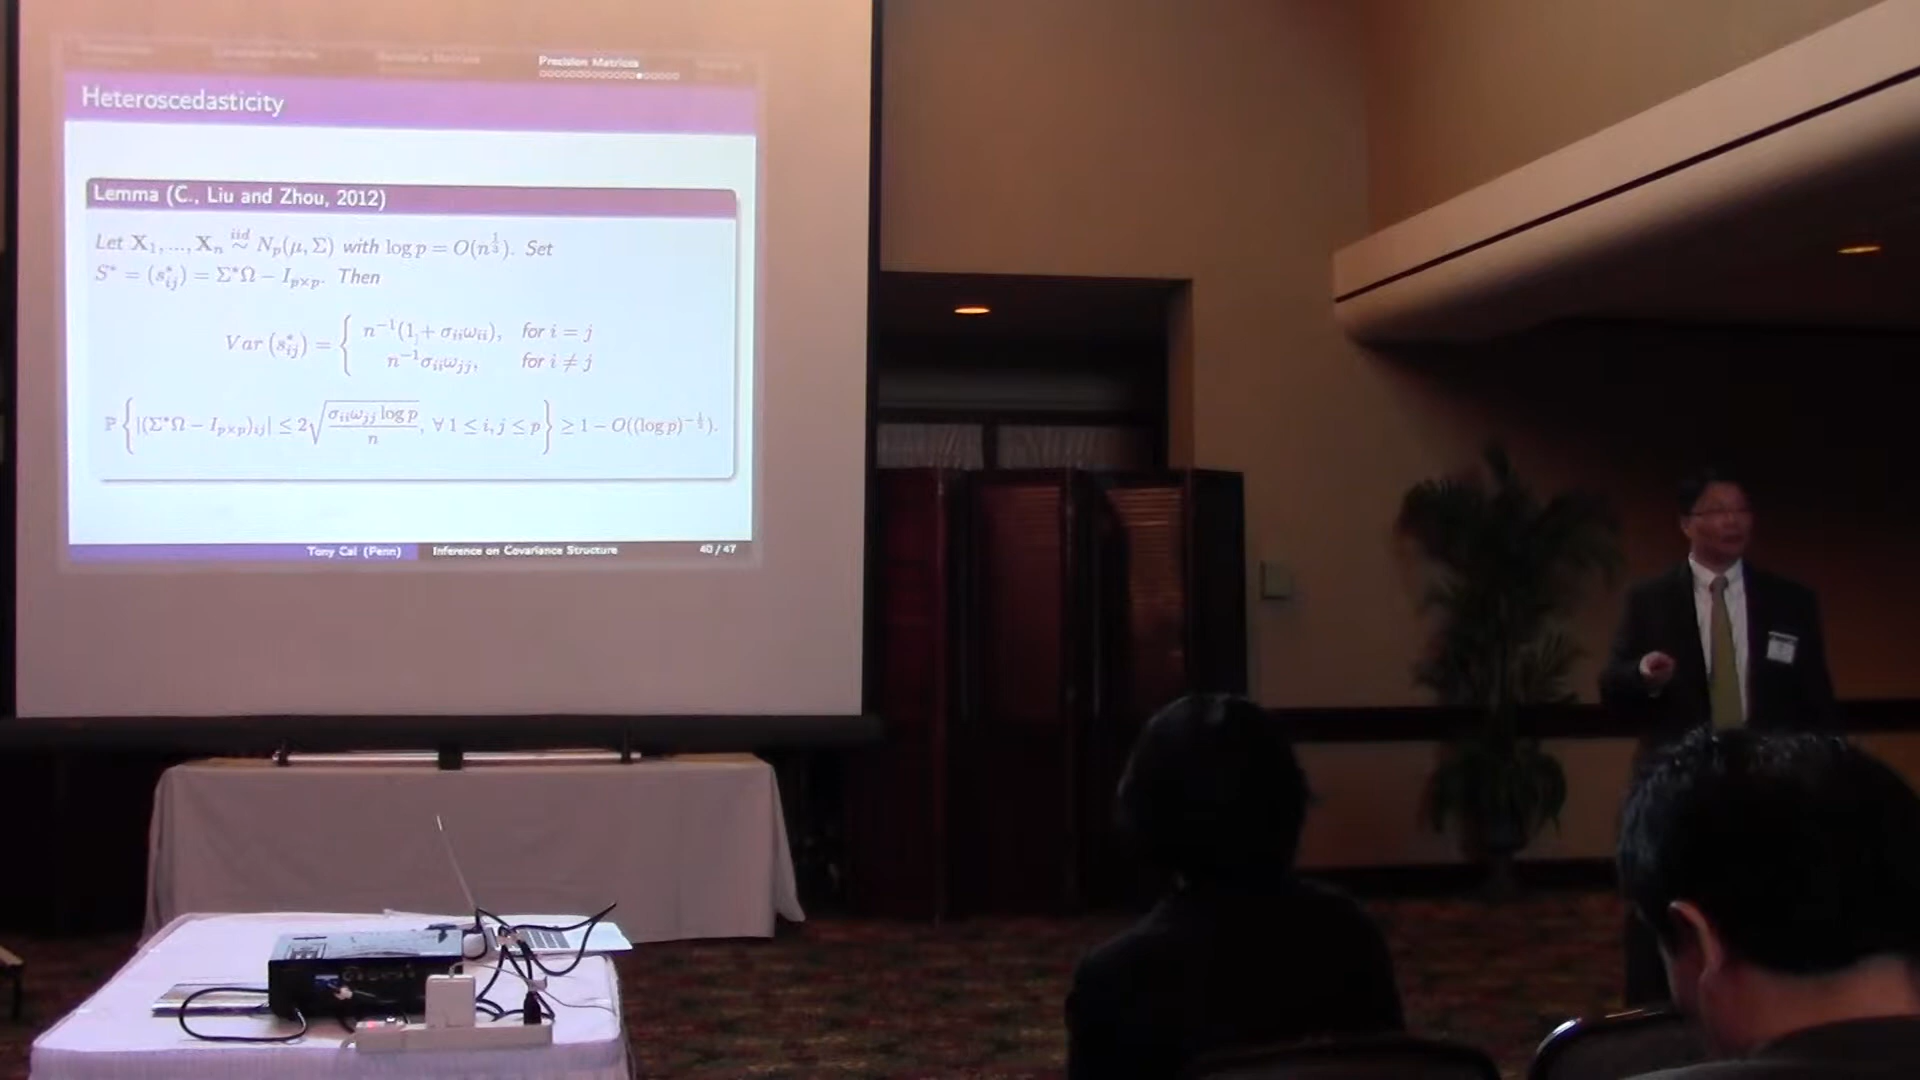 Precision Matrices
Heteroscedasticity
Lemma (C., Liu and Zhou, 2012)
Let X₁, ..., Xₙ ~ⁱⁱᵈ Nₚ(μ, Σ) with log p = O(n^{1/3}). Set
S* = (s*ᵢⱼ) = Σ*Ω − Iₚₓₚ. Then
Var (s*ᵢⱼ) = { n⁻¹(1 + σᵢᵢωᵢᵢ), for i = j
n⁻¹σᵢᵢωⱼⱼ, for i ≠ j
ℙ { |(Σ*Ω − Iₚₓₚ)ᵢⱼ| ≤ 2√(σᵢᵢωⱼⱼ log p / n), ∀ 1 ≤ i, j ≤ p } ≥ 1 − O((log p)^{−1/2}).
Tony Cai (Penn) Inference on Covariance Structure 40 / 47